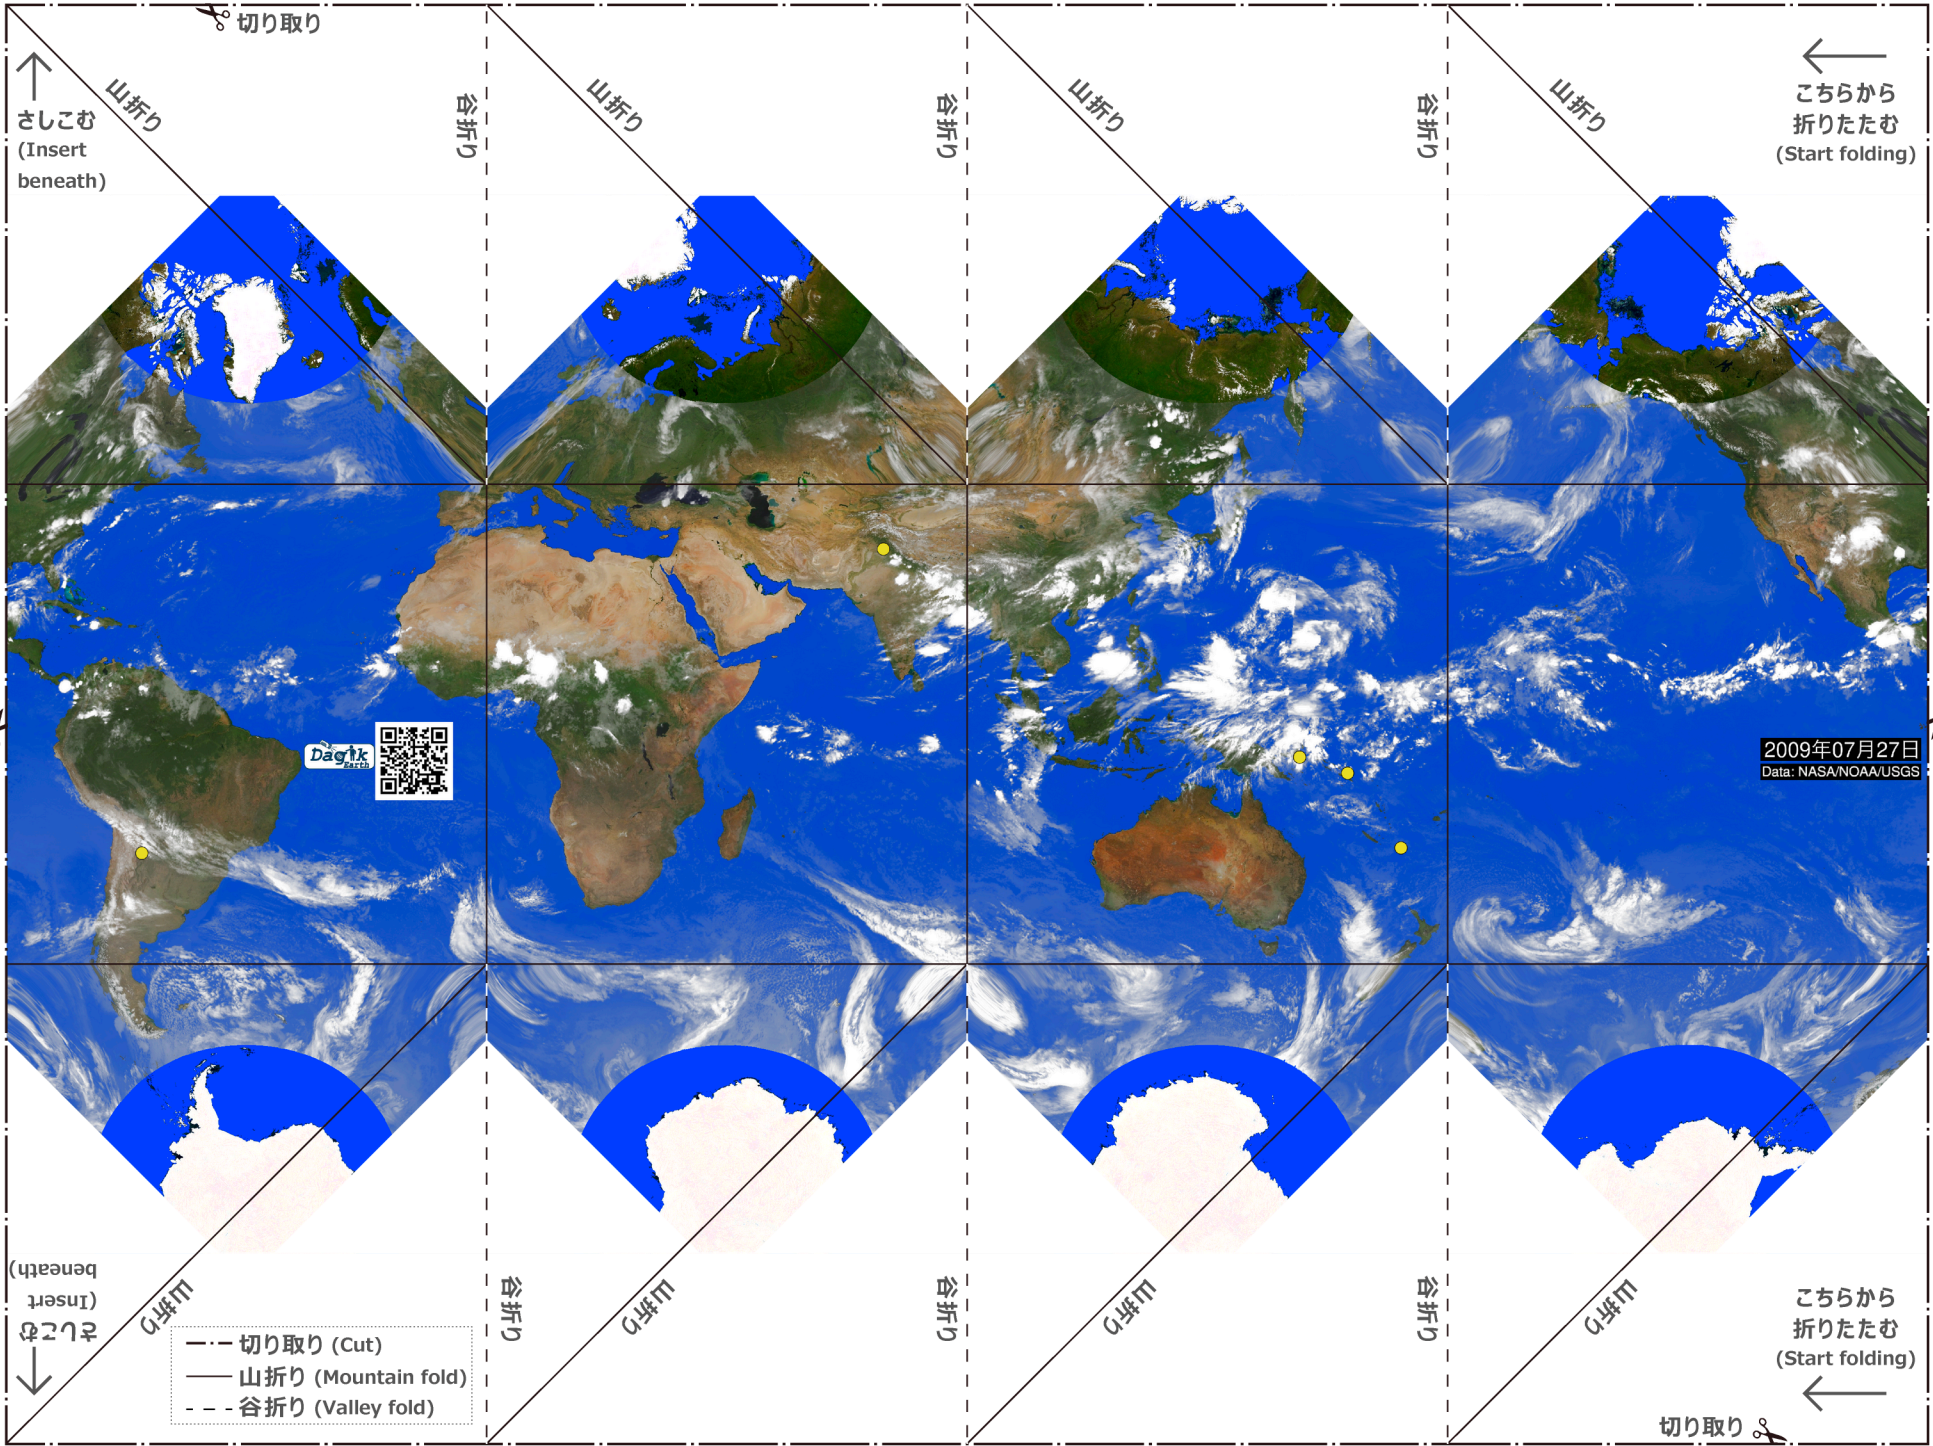 切り取り
山折り
谷折り
山折り
谷折り
山折り
谷折り
山折り
さしこむ
(Insert
beneath)
こちらから
折りたたむ
(Start folding)
Dagik
Earth
2009年07月27日
Data: NASA/NOAA/USGS
さしこむ
(Insert
beneath)
山折り
谷折り
山折り
谷折り
山折り
谷折り
山折り
切り取り (Cut)
山折り (Mountain fold)
谷折り (Valley fold)
こちらから
折りたたむ
(Start folding)
切り取り